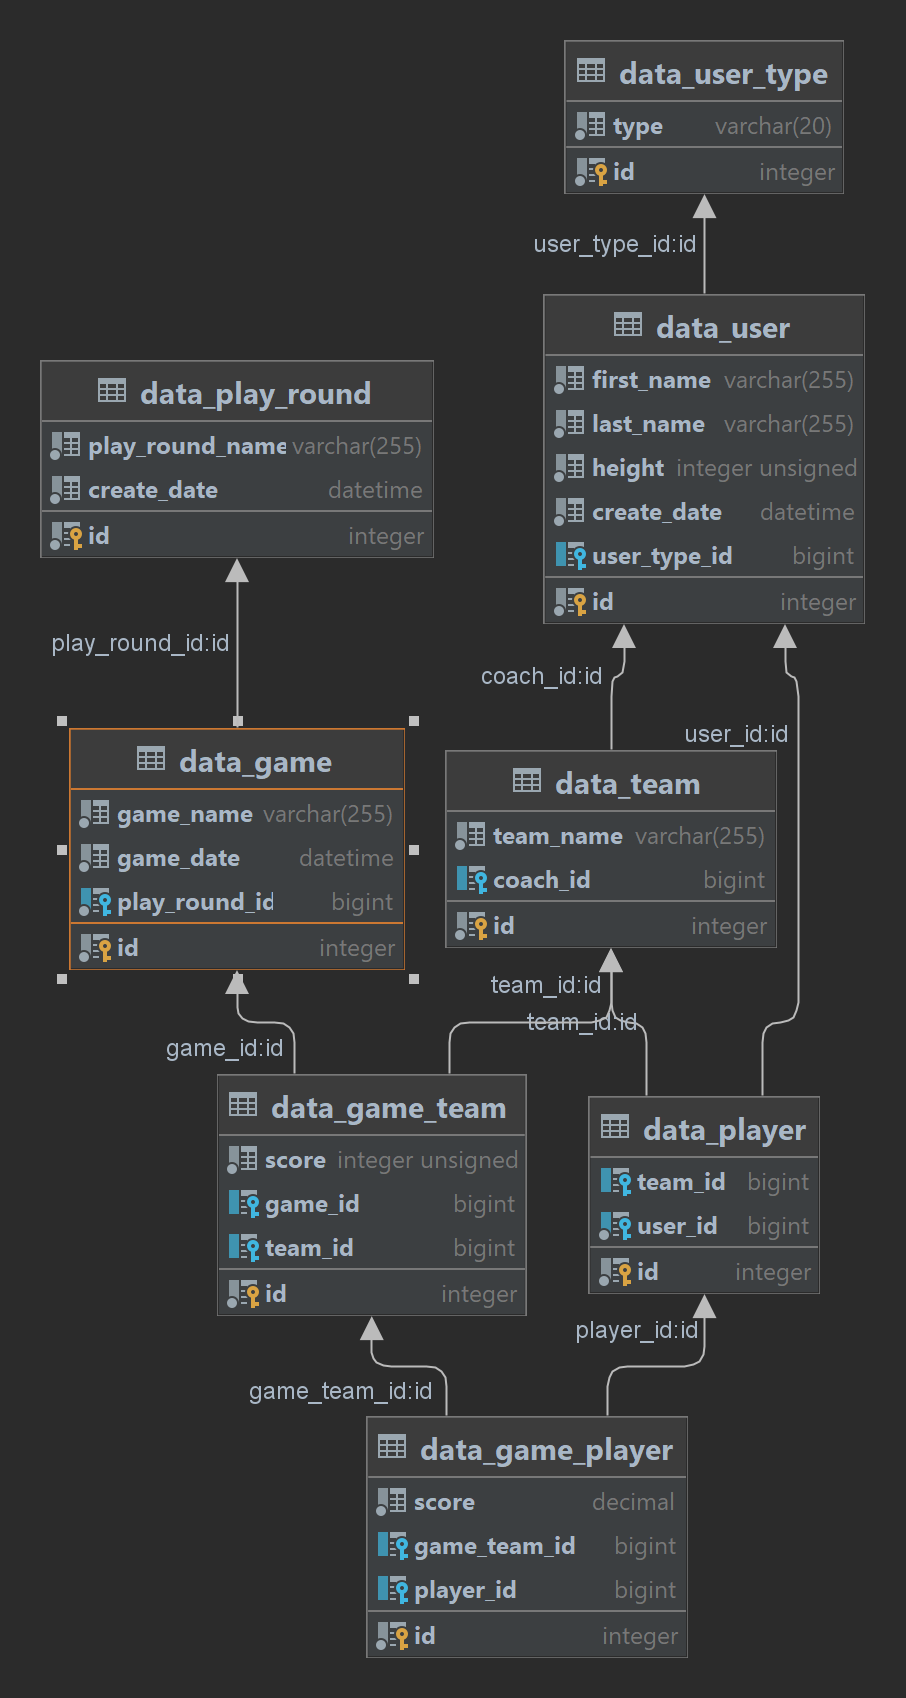 data_user_type
type varchar(20)
id integer
user_type_id:id
data_user
first_name varchar(255)
last_name varchar(255)
height integer unsigned
create_date datetime
user_type_id bigint
id integer
data_play_round
play_round_name varchar(255)
create_date datetime
id integer
play_round_id:id
coach_id:id
user_id:id
data_game
game_name varchar(255)
game_date datetime
play_round_id bigint
id integer
data_team
team_name varchar(255)
coach_id bigint
id integer
team_id:id
team_id:id
game_id:id
data_game_team
score integer unsigned
game_id bigint
team_id bigint
id integer
data_player
team_id bigint
user_id bigint
id integer
player_id:id
game_team_id:id
data_game_player
score decimal
game_team_id bigint
player_id bigint
id integer